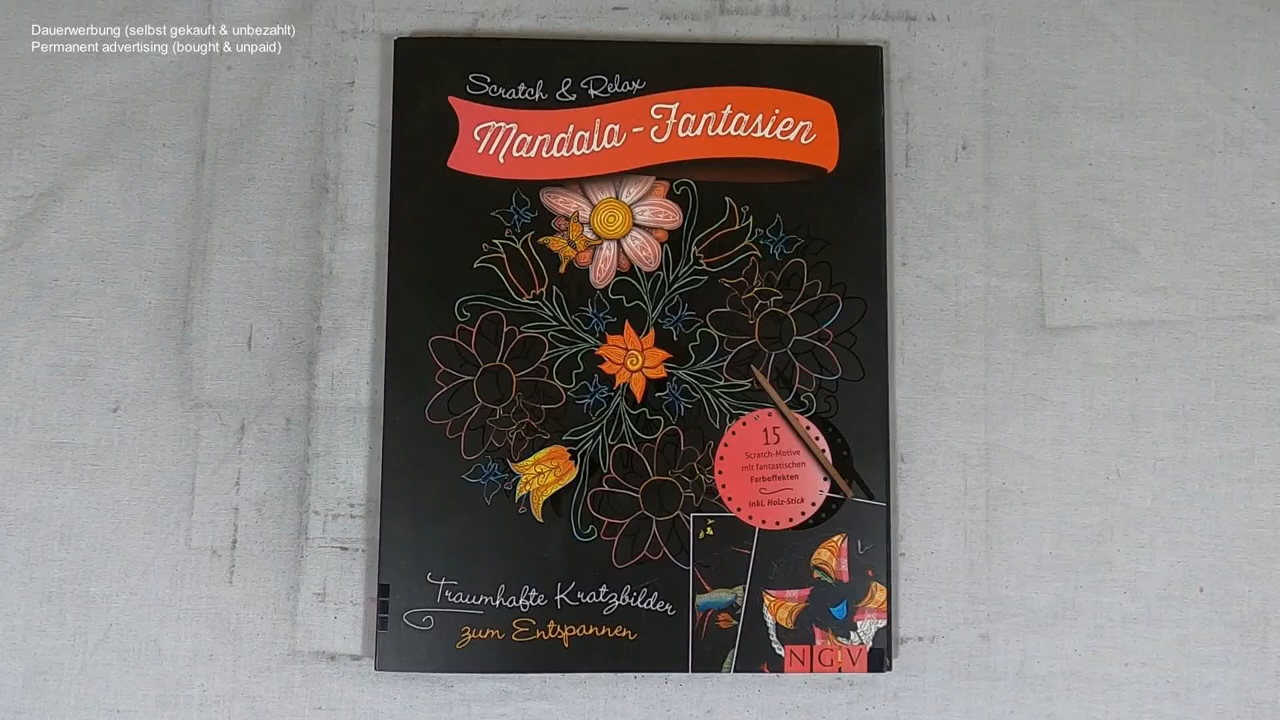 Dauerwerbung (selbst gekauft & unbezahlt)
Permanent advertising (bought & unpaid)
Scratch & Relax
Mandala-Fantasien
15
Scratch-Motive
mit fantastischen
Farbeffekten
inkl. Holz-Stick
Traumhafte Kratzbilder
zum Entspannen
NGV